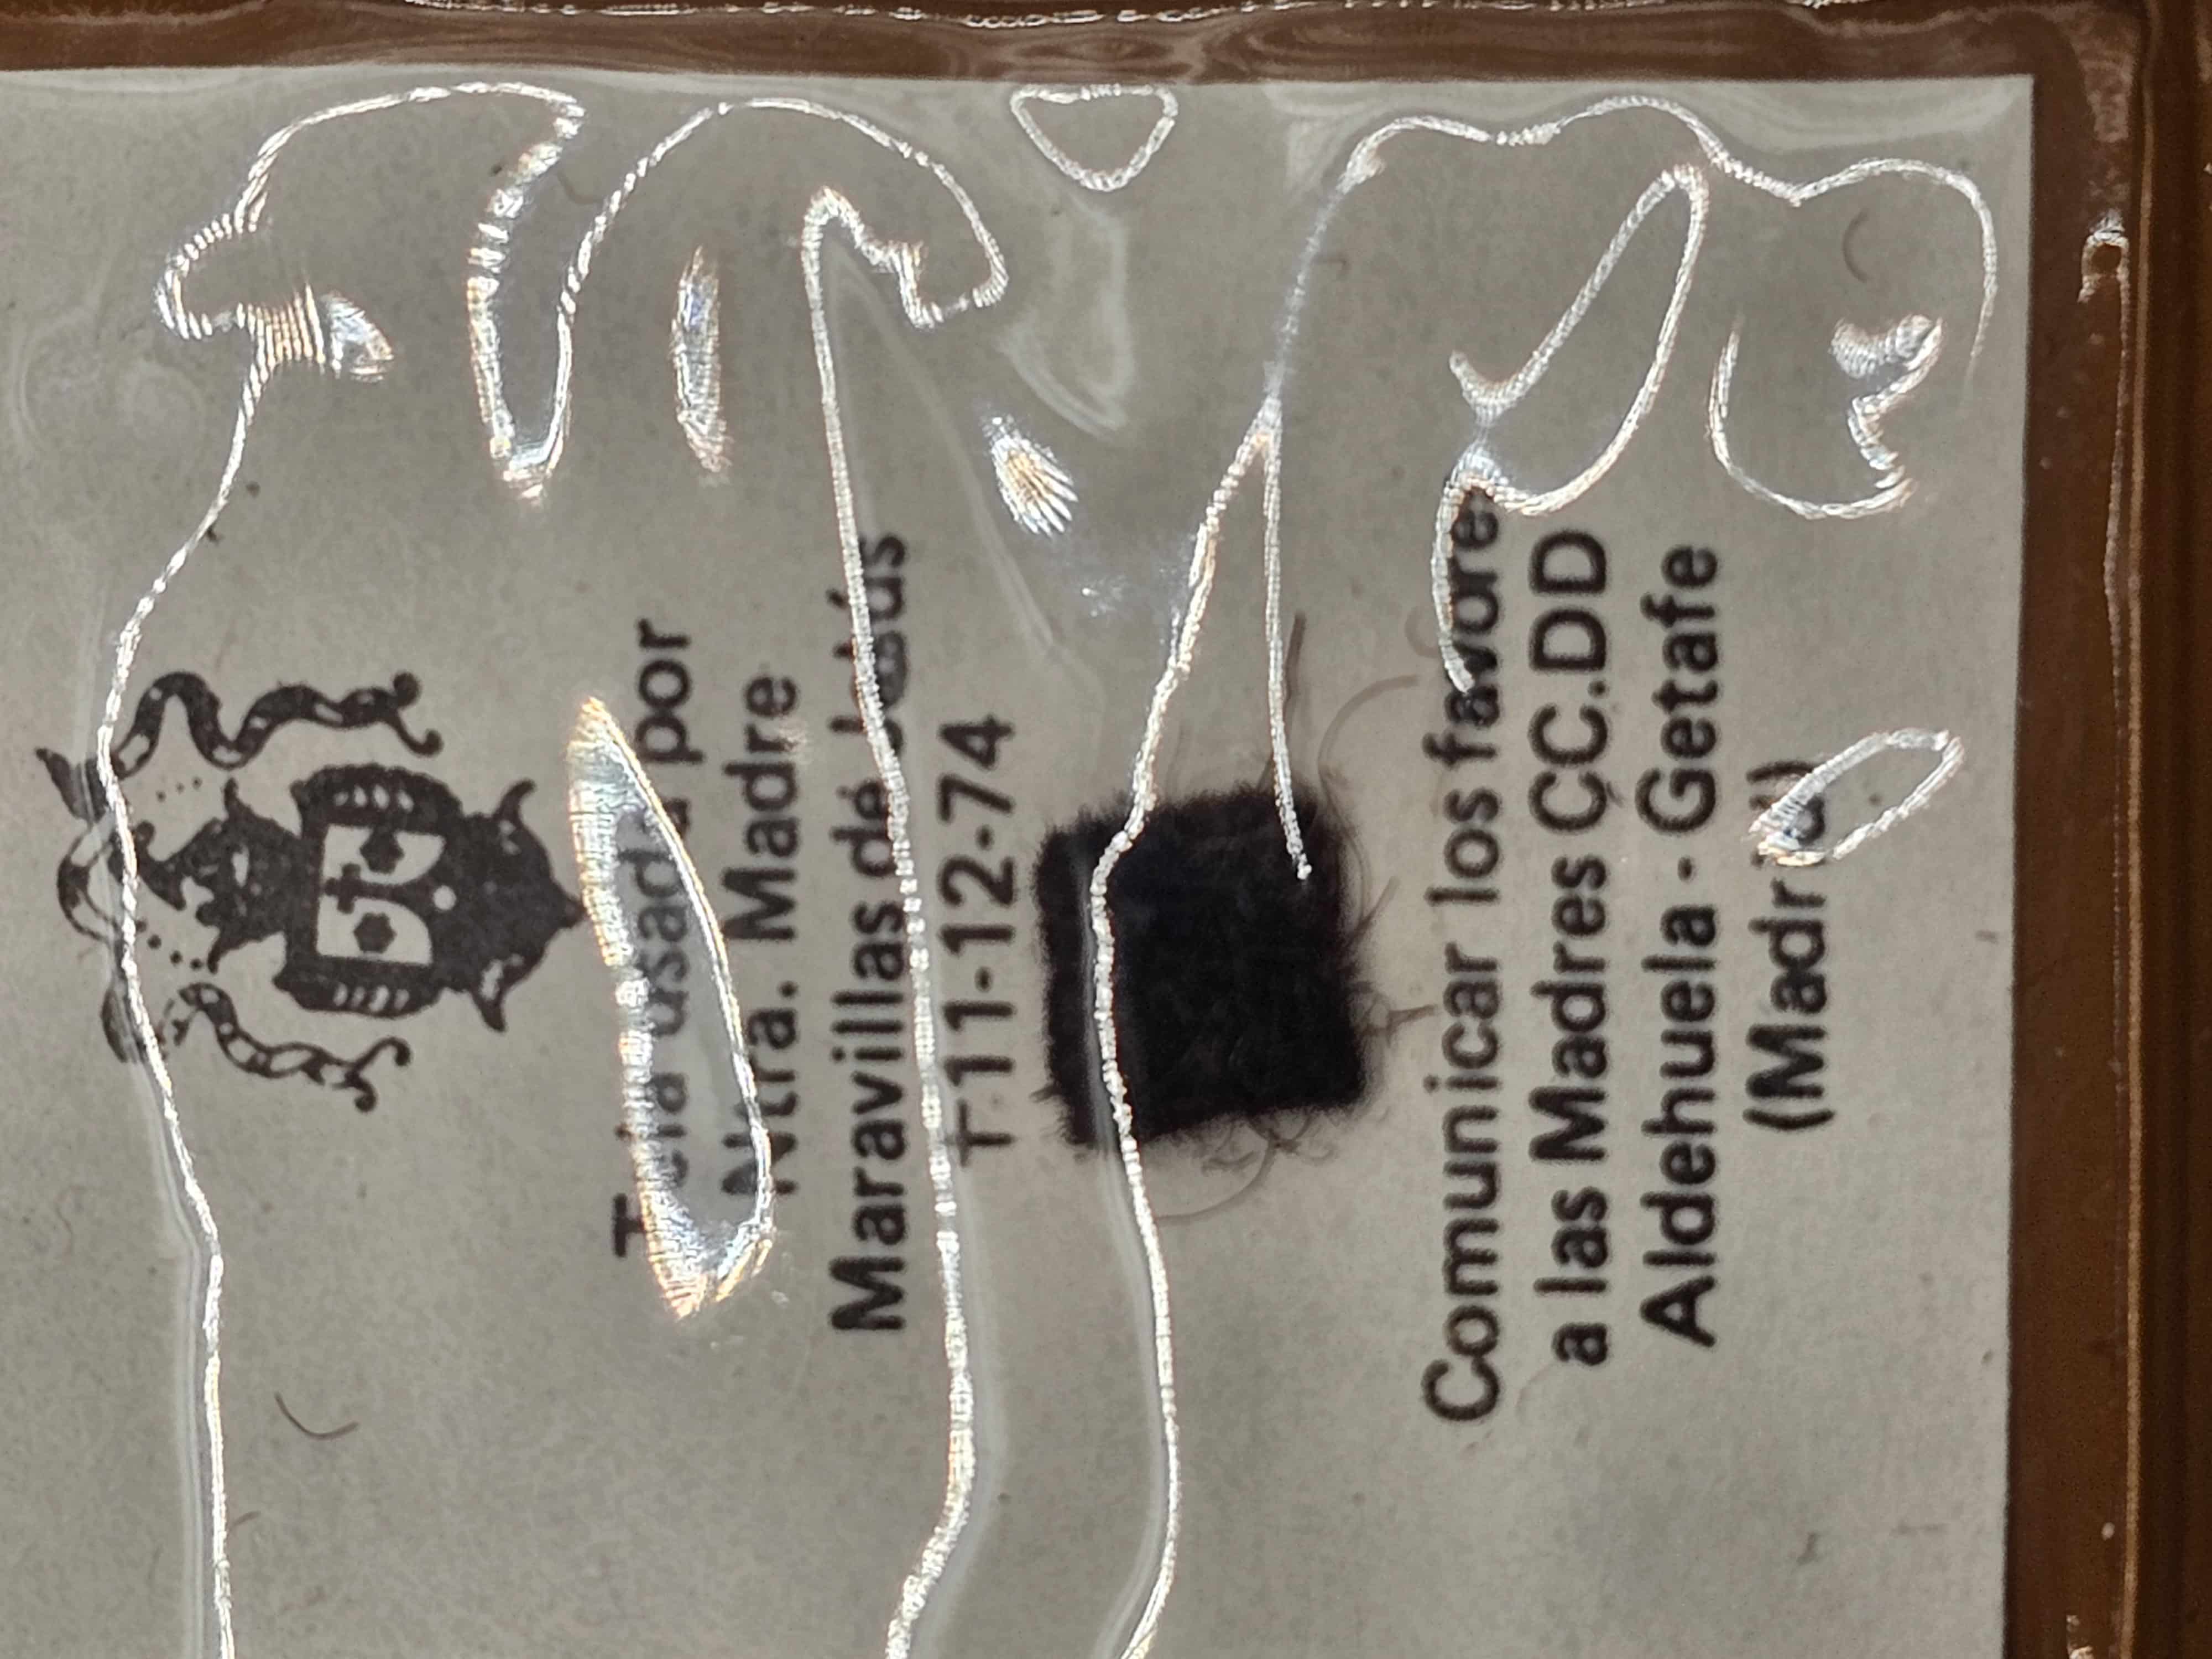 Tela usada por
Ntra. Madre
Maravillas de Jesús
† 11-12-74
Comunicar los favores
a las Madres CC.DD
Aldehuela - Getafe
(Madrid)